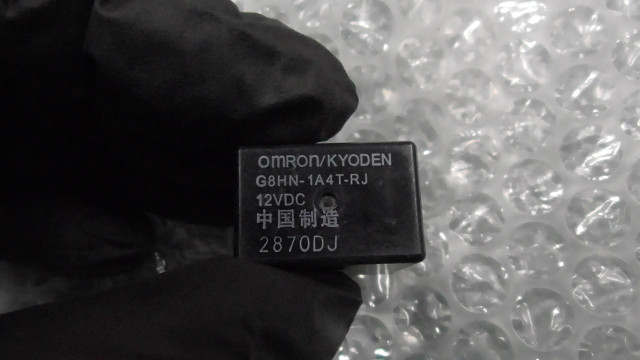 OMRON/KYODEN
G8HN-1A4T-RJ
12VDC
中国制造
2870DJ